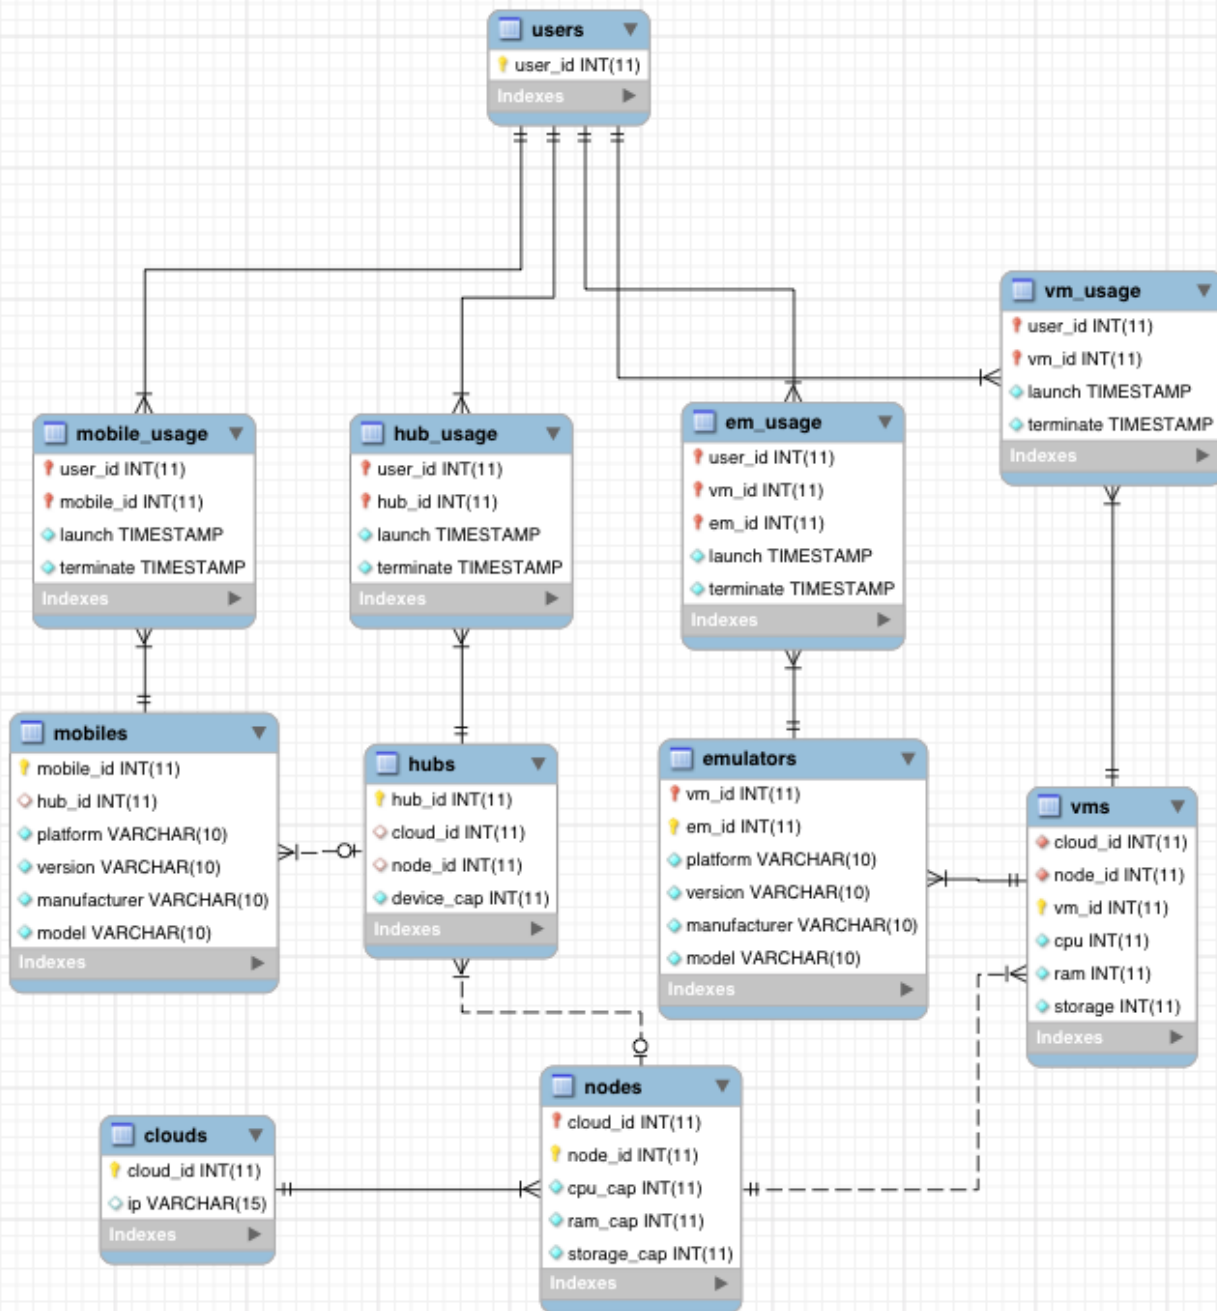 users
user_id INT(11)
Indexes
vm_usage
user_id INT(11)
vm_id INT(11)
launch TIMESTAMP
terminate TIMESTAMP
Indexes
mobile_usage
user_id INT(11)
mobile_id INT(11)
launch TIMESTAMP
terminate TIMESTAMP
Indexes
hub_usage
user_id INT(11)
hub_id INT(11)
launch TIMESTAMP
terminate TIMESTAMP
Indexes
em_usage
user_id INT(11)
vm_id INT(11)
em_id INT(11)
launch TIMESTAMP
terminate TIMESTAMP
Indexes
mobiles
mobile_id INT(11)
hub_id INT(11)
platform VARCHAR(10)
version VARCHAR(10)
manufacturer VARCHAR(10)
model VARCHAR(10)
Indexes
hubs
hub_id INT(11)
cloud_id INT(11)
node_id INT(11)
device_cap INT(11)
Indexes
emulators
vm_id INT(11)
em_id INT(11)
platform VARCHAR(10)
version VARCHAR(10)
manufacturer VARCHAR(10)
model VARCHAR(10)
Indexes
vms
cloud_id INT(11)
node_id INT(11)
vm_id INT(11)
cpu INT(11)
ram INT(11)
storage INT(11)
Indexes
clouds
cloud_id INT(11)
ip VARCHAR(15)
Indexes
nodes
cloud_id INT(11)
node_id INT(11)
cpu_cap INT(11)
ram_cap INT(11)
storage_cap INT(11)
Indexes